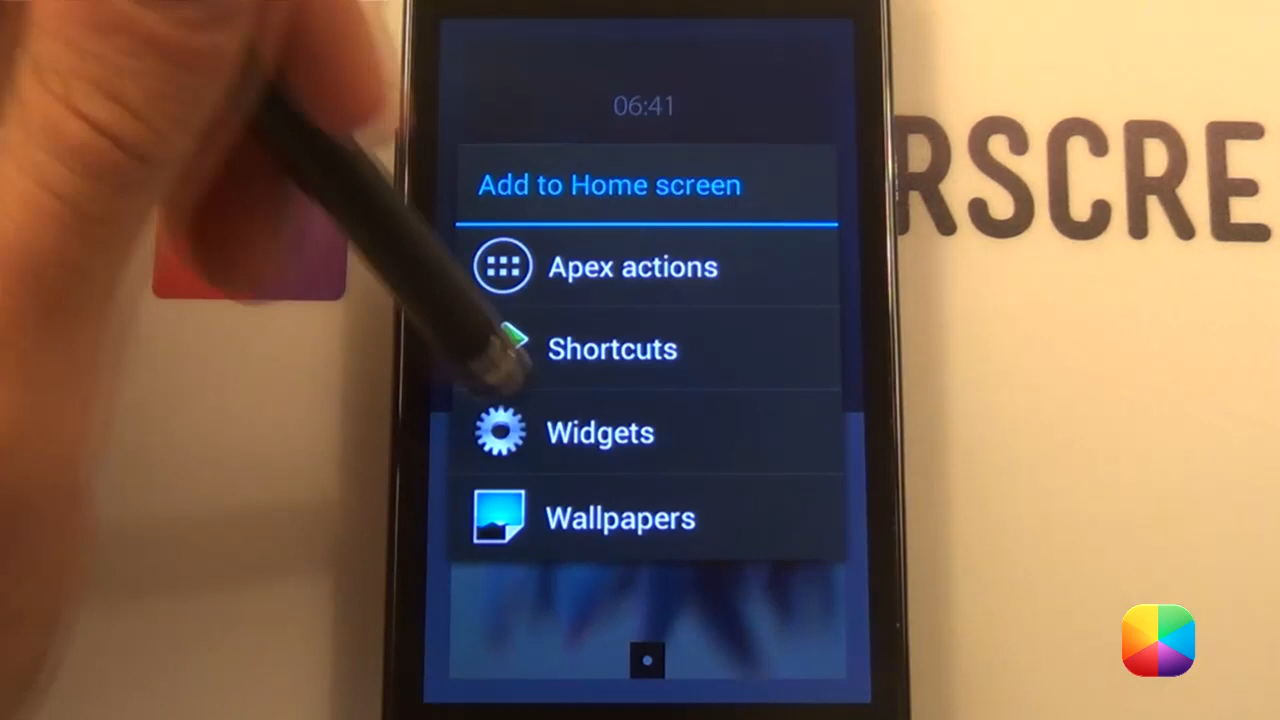 06:41
Add to Home screen
Apex actions
Shortcuts
Widgets
Wallpapers
RSCRE